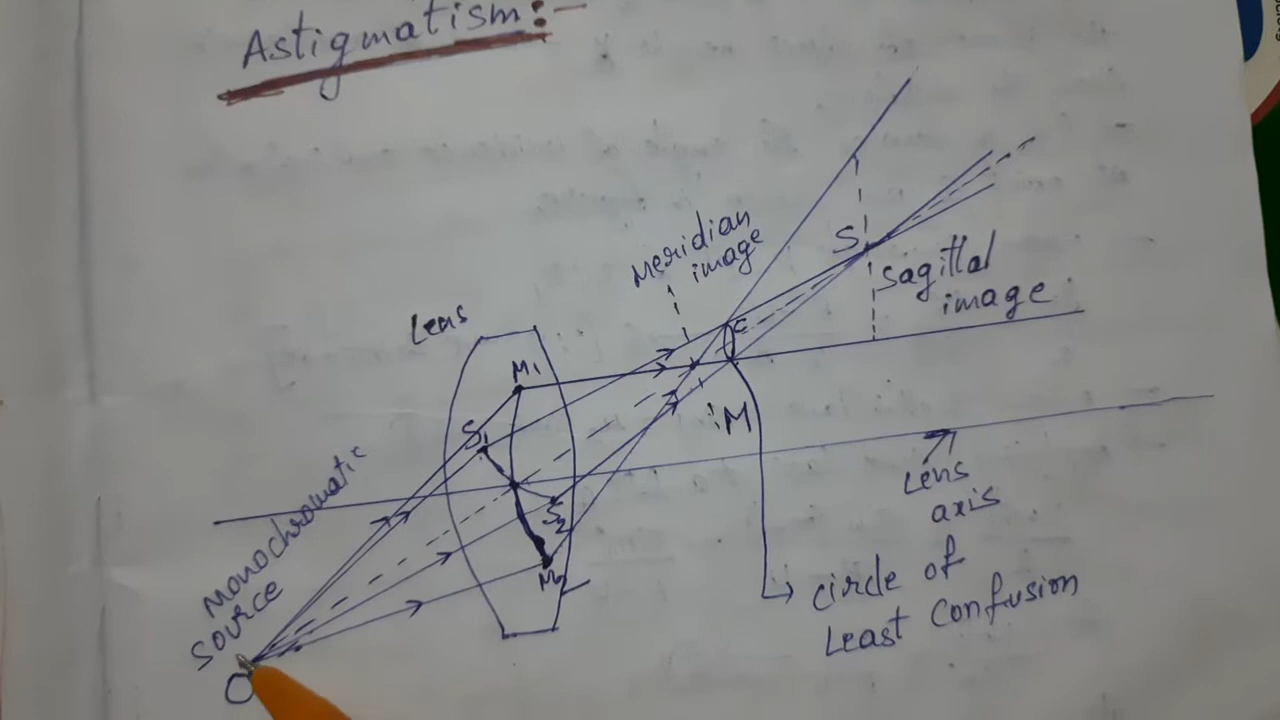 Astigmatism:-
Meridian
image
S
Sagittal
image
Lens
M1
C
S1
M
Monochromatic
source
S2
M2
Lens
axis
circle of
Least confusion
O